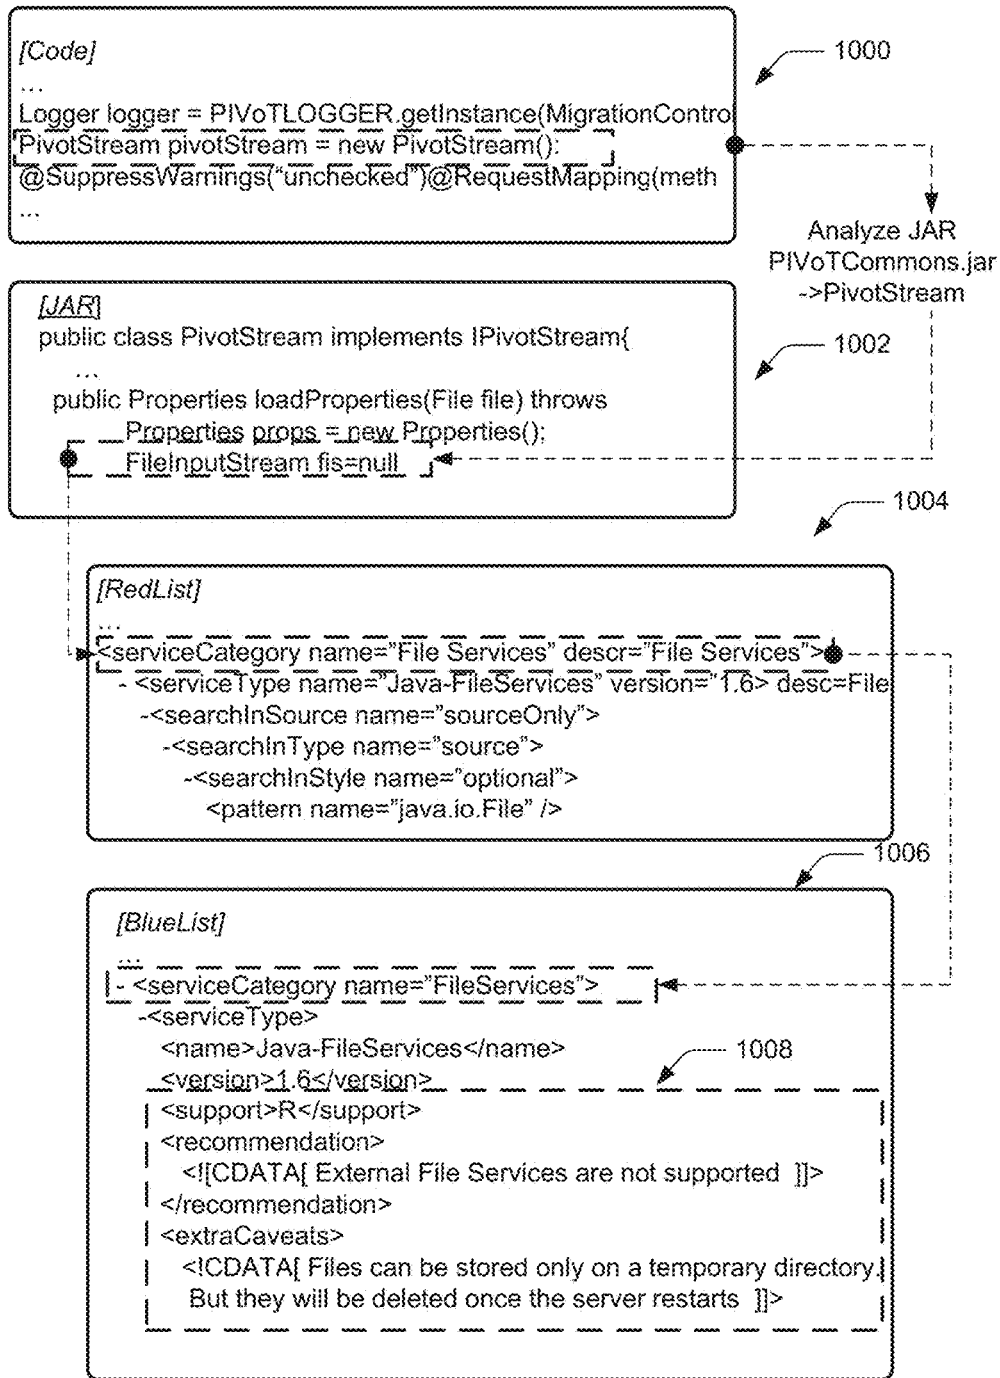 [Code]
...
Logger logger = PIVoTLOGGER.getInstance(MigrationContro
PivotStream pivotStream = new PivotStream():
@SuppressWarnings("unchecked")@RequestMapping(meth
...
1000
Analyze JAR
PIVoTCommons.jar
->PivotStream
[JAR]
public class PivotStream implements IPivotStream{
...
public Properties loadProperties(File file) throws
Properties props = new Properties();
FileInputStream fis=null
1002
1004
[RedList]
...
<serviceCategory name="File Services" descr="File Services">
- <serviceType name="Java-FileServices" version="1.6> desc=File
-<searchInSource name="sourceOnly">
-<searchInType name="source">
-<searchInStyle name="optional">
<pattern name="java.io.File" />
1006
[BlueList]
...
- <serviceCategory name="FileServices">
-<serviceType>
<name>Java-FileServices</name>
<version>1.6</version>
1008
<support>R</support>
<recommendation>
<![CDATA[ External File Services are not supported ]]>
</recommendation>
<extraCaveats>
<!CDATA[ Files can be stored only on a temporary directory.
But they will be deleted once the server restarts ]]>